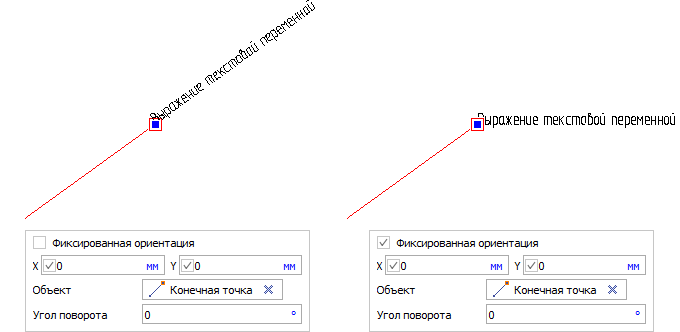 Выражение текстовой переменной
Выражение текстовой переменной
Фиксированная ориентация
X 0 мм Y 0 мм
Объект Конечная точка
Угол поворота 0 °
Фиксированная ориентация
X 0 мм Y 0 мм
Объект Конечная точка
Угол поворота 0 °